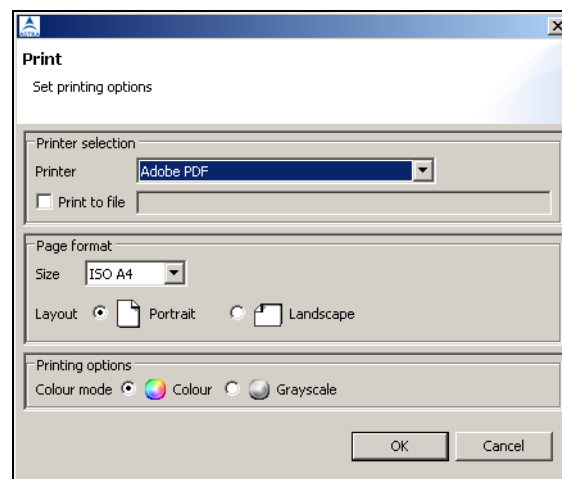 Print
Set printing options
Printer selection
Printer Adobe PDF
Print to file
Page format
Size ISO A4
Layout Portrait Landscape
Printing options
Colour mode Colour Grayscale
OK Cancel